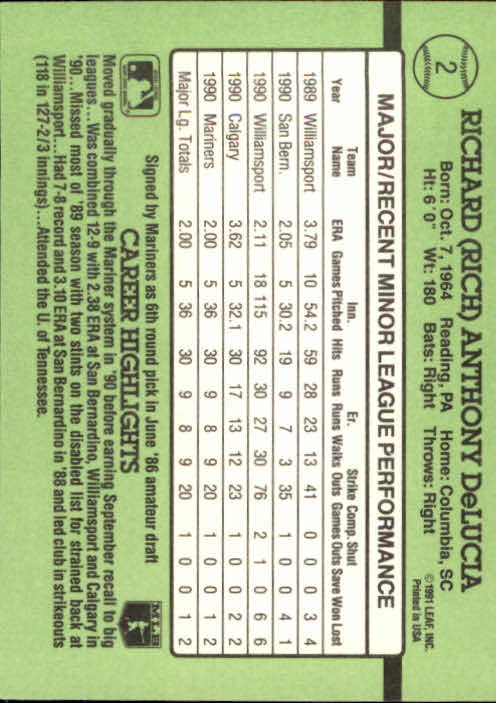 2
RICHARD (RICH) ANTHONY DeLUCIA
Born: Oct. 7, 1964 Reading, PA Home: Columbia, SC
Ht: 6' 0" Wt: 180 Bats: Right Throws: Right
© 1991 LEAF, INC.
Printed in USA
MAJOR/RECENT MINOR LEAGUE PERFORMANCE
Inn. Er. Strike Comp. Shut
Year Team Name ERA Games Pitched Hits Runs Runs Walks Outs Games Outs Save Won Lost
1989 Williamsport 3.79 10 54.2 59 28 23 13 41 1 0 0 3 4
1990 San Bern. 2.05 5 30.2 19 9 7 3 35 1 0 0 4 1
1990 Williamsport 2.11 18 115 92 30 27 30 76 2 1 0 6 6
1990 Calgary 3.62 5 32.1 30 17 13 12 23 1 0 0 2 2
1990 Mariners 2.00 5 36 30 9 8 9 20 1 0 0 1 2
Major Lg. Totals 2.00 5 36 30 9 8 9 20 1 0 0 1 2
Signed by Mariners as 6th round pick in June '86 amateur draft
CAREER HIGHLIGHTS
Moved gradually through the Mariner system in '90 before earning September recall to big
leagues...Was combined 12-9 with 2.38 ERA at San Bernardino, Williamsport and Calgary in
'90...Missed most of '89 season with two stints on the disabled list for strained back at
Williamsport...Had 7-8 record and 3.10 ERA at San Bernardino in '88 and led club in strikeouts
(118 in 127-2/3 innings)...Attended the U. of Tennessee.